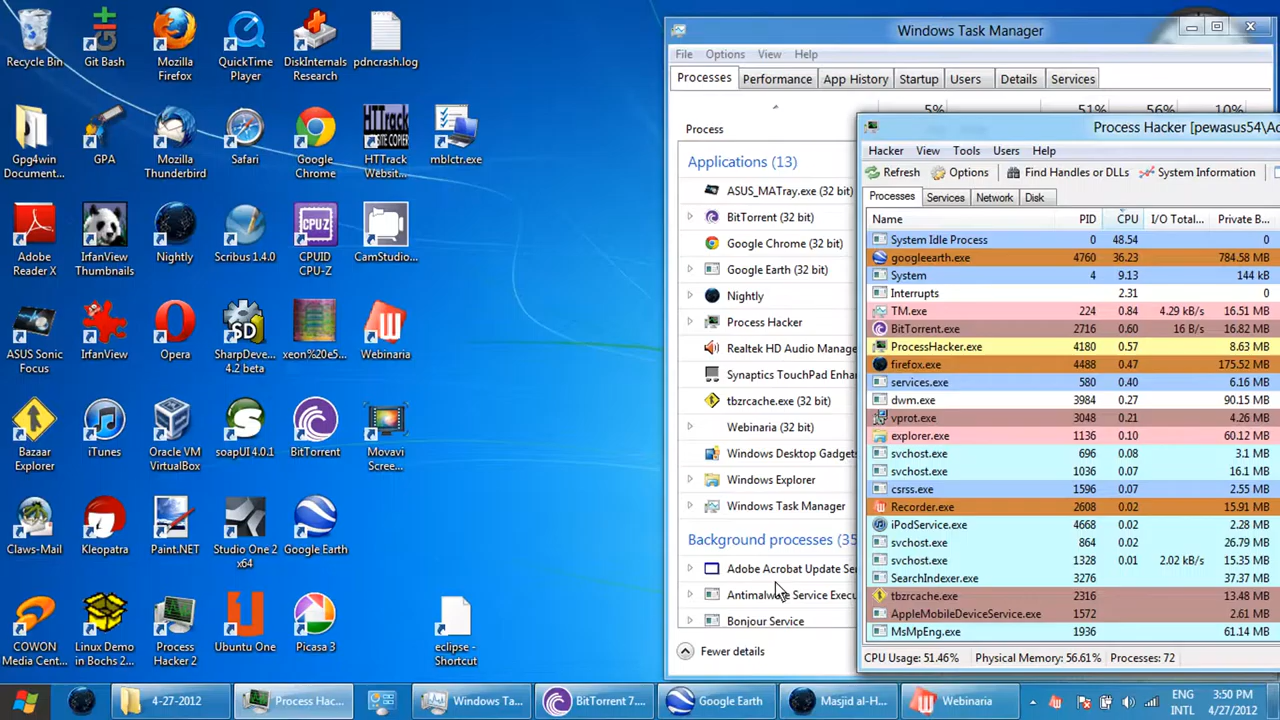 Recycle Bin
Git Bash
Mozilla
Firefox
QuickTime
Player
DiskInternals
Research
pdncrash.log
Gpg4win
Document...
GPA
Mozilla
Thunderbird
Safari
Google
Chrome
HTTrack
SITE COPIER
HTTrack
Websit...
mblctr.exe
Adobe
Reader X
IrfanView
Thumbnails
Nightly
Scribus 1.4.0
CPU-Z
CPUID
CPU-Z
CamStudio...
ASUS Sonic
Focus
IrfanView
Opera
SD
SharpDeve...
4.2 beta
xeon%20e5...
Webinaria
Bazaar
Explorer
iTunes
Oracle VM
VirtualBox
soapUI 4.0.1
BitTorrent
Movavi
Scree...
Claws-Mail
Kleopatra
Paint.NET
Studio One 2
x64
Google Earth
COWON
Media Cent...
Linux Demo
in Bochs 2...
Process
Hacker 2
Ubuntu One
Picasa 3
eclipse -
Shortcut
Windows Task Manager
File Options View Help
Processes Performance App History Startup Users Details Services
5% 51% 56% 10%
Process
Applications (13)
ASUS_MATray.exe (32 bit)
BitTorrent (32 bit)
Google Chrome (32 bit)
Google Earth (32 bit)
Nightly
Process Hacker
Realtek HD Audio Manage
Synaptics TouchPad Enhan
tbzrcache.exe (32 bit)
Webinaria (32 bit)
Windows Desktop Gadgets
Windows Explorer
Windows Task Manager
Background processes (35
Adobe Acrobat Update Se
Antimalware Service Execu
Bonjour Service
Fewer details
Process Hacker [pewasus54\Ad
Hacker View Tools Users Help
Refresh Options Find Handles or DLLs System Information
Processes Services Network Disk
Name PID CPU I/O Total... Private B...
System Idle Process 0 48.54 0
googleearth.exe 4760 36.23 784.58 MB
System 4 9.13 144 kB
Interrupts 2.31 0
TM.exe 224 0.84 4.29 kB/s 16.51 MB
BitTorrent.exe 2716 0.60 16 B/s 16.82 MB
ProcessHacker.exe 4180 0.57 8.63 MB
firefox.exe 4488 0.47 175.52 MB
services.exe 580 0.40 6.16 MB
dwm.exe 3984 0.27 90.15 MB
vprot.exe 3048 0.21 4.26 MB
explorer.exe 1136 0.10 60.12 MB
svchost.exe 696 0.08 3.1 MB
svchost.exe 1036 0.07 16.1 MB
csrss.exe 1596 0.07 2.55 MB
Recorder.exe 2608 0.02 15.91 MB
iPodService.exe 4668 0.02 2.28 MB
svchost.exe 864 0.02 26.79 MB
svchost.exe 1328 0.01 2.02 kB/s 15.35 MB
SearchIndexer.exe 3276 37.37 MB
tbzrcache.exe 2316 13.48 MB
AppleMobileDeviceService.exe 1572 2.61 MB
MsMpEng.exe 1936 61.14 MB
CPU Usage: 51.46% Physical Memory: 56.61% Processes: 72
4-27-2012 Process Hac... Windows Ta... BitTorrent 7.... Google Earth Masjid al-H... Webinaria
ENG
INTL
3:50 PM
4/27/2012